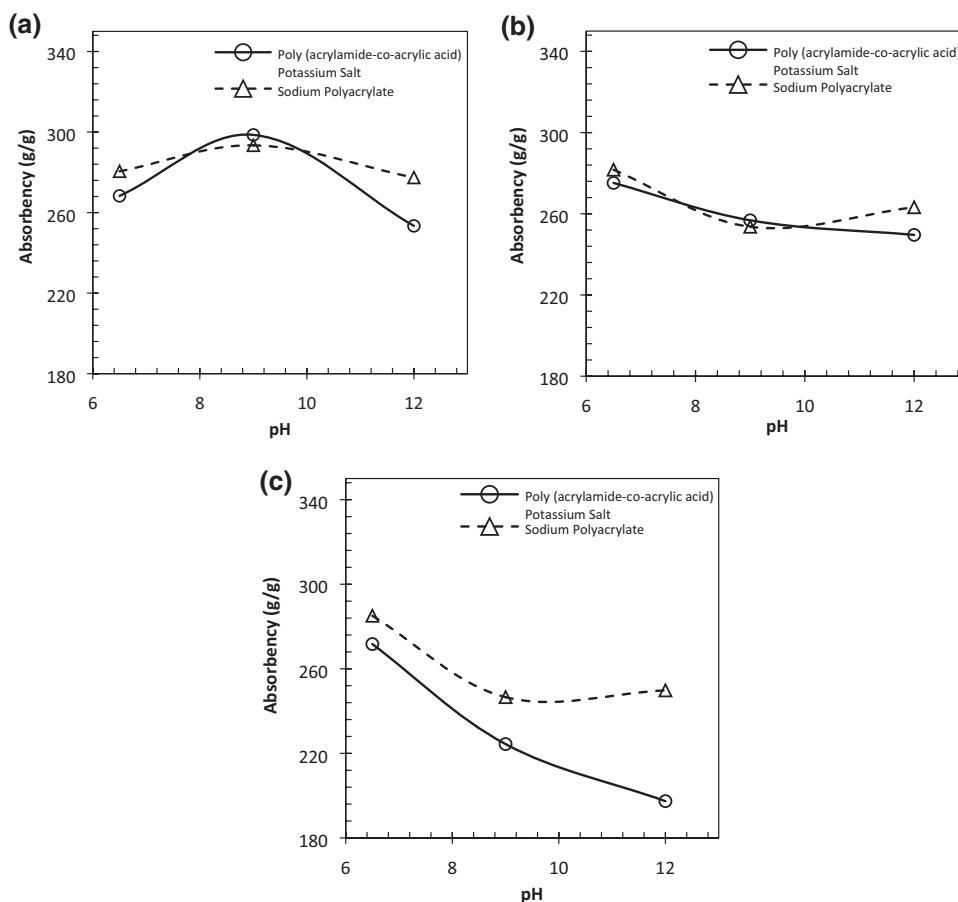 (a)
340
300
260
220
180
Absorbency (g/g)
6
8
10
12
pH
Poly (acrylamide-co-acrylic acid)
Potassium Salt
Sodium Polyacrylate
(b)
340
300
260
220
180
Absorbency (g/g)
6
8
10
12
pH
Poly (acrylamide-co-acrylic acid)
Potassium Salt
Sodium Polyacrylate
(c)
340
300
260
220
180
Absorbency (g/g)
6
8
10
12
pH
Poly (acrylamide-co-acrylic acid)
Potassium Salt
Sodium Polyacrylate